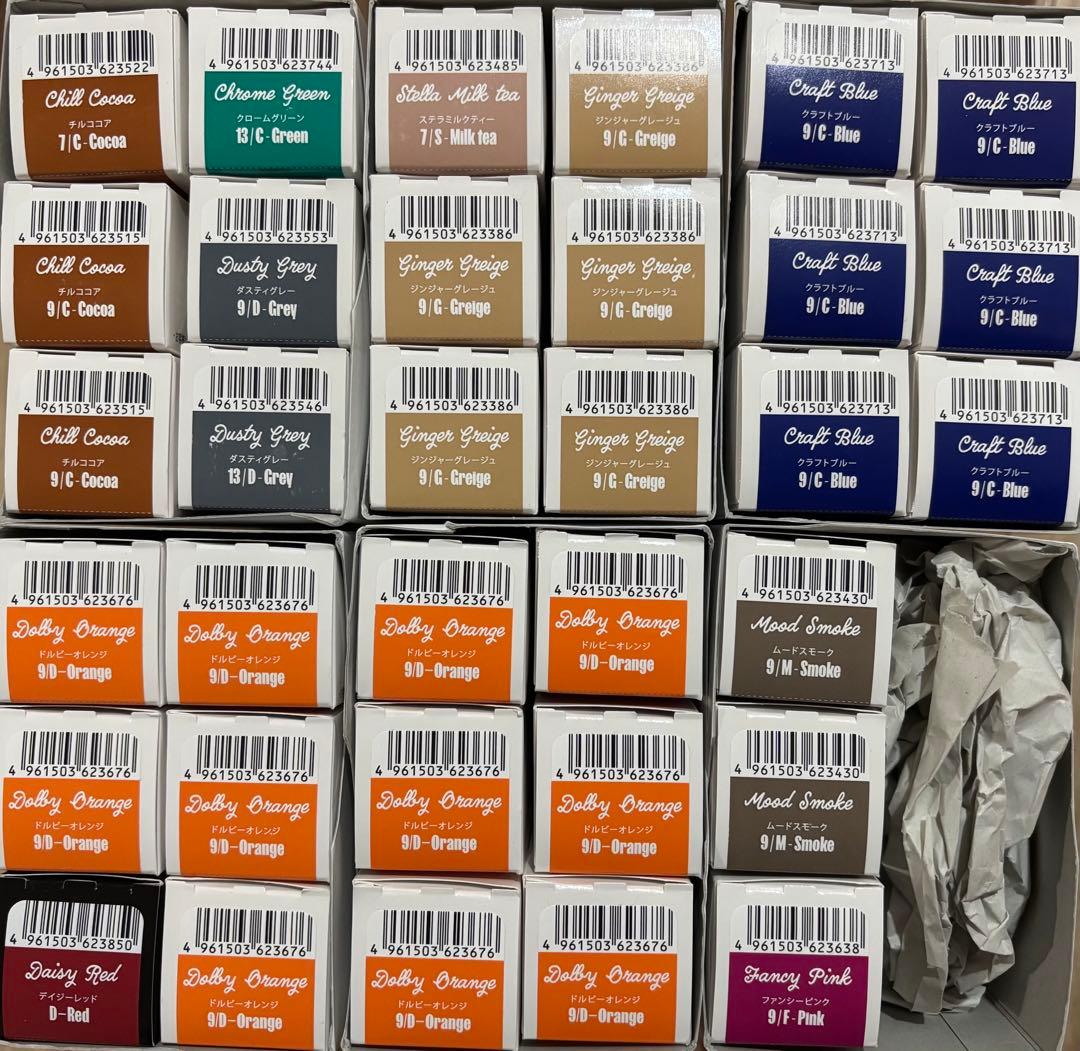 4 961503 623522
Chill Cocoa
チルココア
7/C-Cocoa
4 961503 623744
Chrome Green
クロームグリーン
13/C-Green
4 961503 623515
Chill Cocoa
チルココア
9/C-Cocoa
4 961503 623553
Dusty Grey
ダスティグレー
9/D-Grey
4 961503 623515
Chill Cocoa
チルココア
9/C-Cocoa
4 961503 623546
Dusty Grey
ダスティグレー
13/D-Grey
4 961503 623485
Stella Milk tea
ステラミルクティー
7/S-Milk tea
4 961503 623386
Ginger Greige
ジンジャーグレージュ
9/G-Greige
4 961503 623386
Ginger Greige
ジンジャーグレージュ
9/G-Greige
4 961503 623386
Ginger Greige
ジンジャーグレージュ
9/G-Greige
4 961503 623386
Ginger Greige
ジンジャーグレージュ
9/G-Greige
4 961503 623386
Ginger Greige
ジンジャーグレージュ
9/G-Greige
4 961503 623713
Craft Blue
クラフトブルー
9/C-Blue
4 961503 623713
Craft Blue
クラフトブルー
9/C-Blue
4 961503 623713
Craft Blue
クラフトブルー
9/C-Blue
4 961503 623713
Craft Blue
クラフトブルー
9/C-Blue
4 961503 623713
Craft Blue
クラフトブルー
9/C-Blue
4 961503 623713
Craft Blue
クラフトブルー
9/C-Blue
4 961503 623676
Dolby Orange
ドルビーオレンジ
9/D-Orange
4 961503 623676
Dolby Orange
ドルビーオレンジ
9/D-Orange
4 961503 623676
Dolby Orange
ドルビーオレンジ
9/D-Orange
4 961503 623676
Dolby Orange
ドルビーオレンジ
9/D-Orange
4 961503 623850
Daisy Red
デイジーレッド
D-Red
4 961503 623676
Dolby Orange
ドルビーオレンジ
9/D-Orange
4 961503 623676
Dolby Orange
ドルビーオレンジ
9/D-Orange
4 961503 623676
Dolby Orange
ドルビーオレンジ
9/D-Orange
4 961503 623676
Dolby Orange
ドルビーオレンジ
9/D-Orange
4 961503 623676
Dolby Orange
ドルビーオレンジ
9/D-Orange
4 961503 623676
Dolby Orange
ドルビーオレンジ
9/D-Orange
4 961503 623676
Dolby Orange
ドルビーオレンジ
9/D-Orange
4 961503 623430
Mood Smoke
ムードスモーク
9/M-Smoke
4 961503 623430
Mood Smoke
ムードスモーク
9/M-Smoke
4 961503 623638
Fancy Pink
ファンシーピンク
9/F-Pink